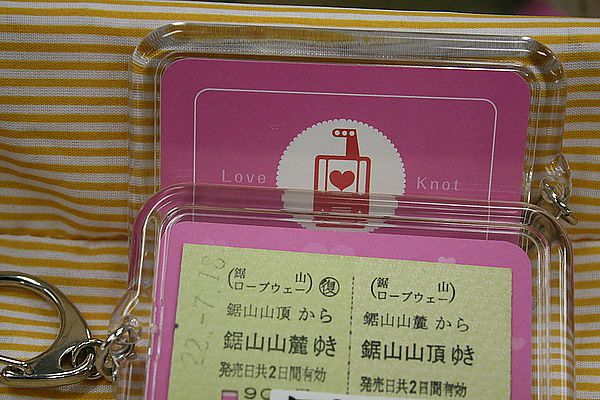 Love Knot
22.-7.18
(鋸山ロープウェー) 復
鋸山山頂 から
鋸山山麓 ゆき
発売日共2日間有効
(鋸山ロープウェー)
鋸山山麓 から
鋸山山頂 ゆき
発売日共2日間有効